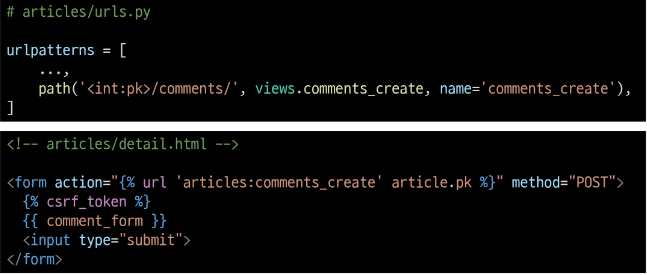 # articles/urls.py
urlpatterns = [
...,
path('<int:pk>/comments/', views.comments_create, name='comments_create'),
]
<!-- articles/detail.html -->
<form action="{% url 'articles:comments_create' article.pk %}" method="POST">
{% csrf_token %}
{{ comment_form }}
<input type="submit">
</form>